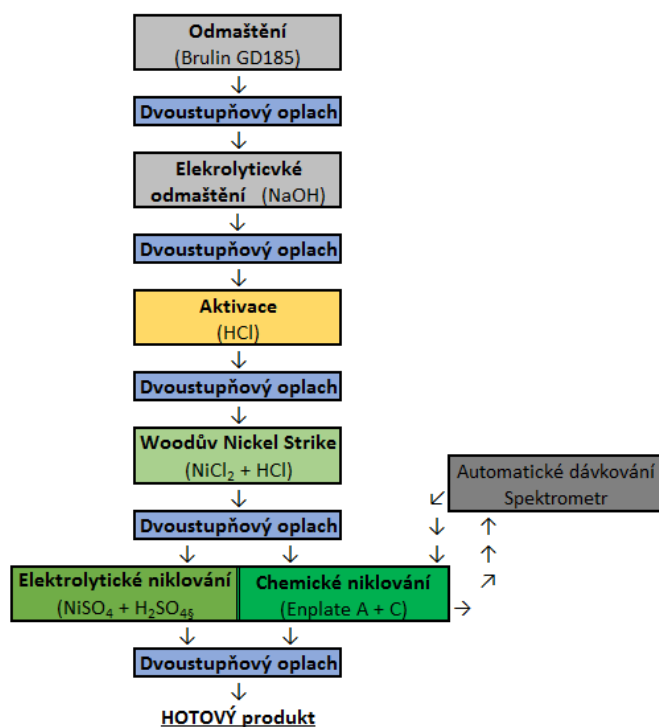 Odmaštění
(Brulin GD185)
↓
Dvoustupňový oplach
↓
Elekrolyticvké
odmaštění (NaOH)
↓
Dvoustupňový oplach
↓
Aktivace
(HCl)
↓
Dvoustupňový oplach
↓
Woodův Nickel Strike
(NiCl₂ + HCl)
↓
Dvoustupňový oplach
Automatické dávkování
Spektrometr
↙
↓ ↑
↓ ↓ ↓ ↑
Elektrolytické niklování
(NiSO₄ + H₂SO₄§
Chemické niklování
(Enplate A + C)
→ ↗
↓ ↓
Dvoustupňový oplach
↓
HOTOVÝ produkt